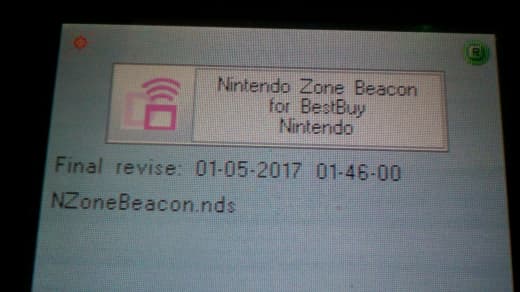 R
Nintendo Zone Beacon
for BestBuy
Nintendo
Final revise: 01-05-2017 01-46-00
NZoneBeacon.nds